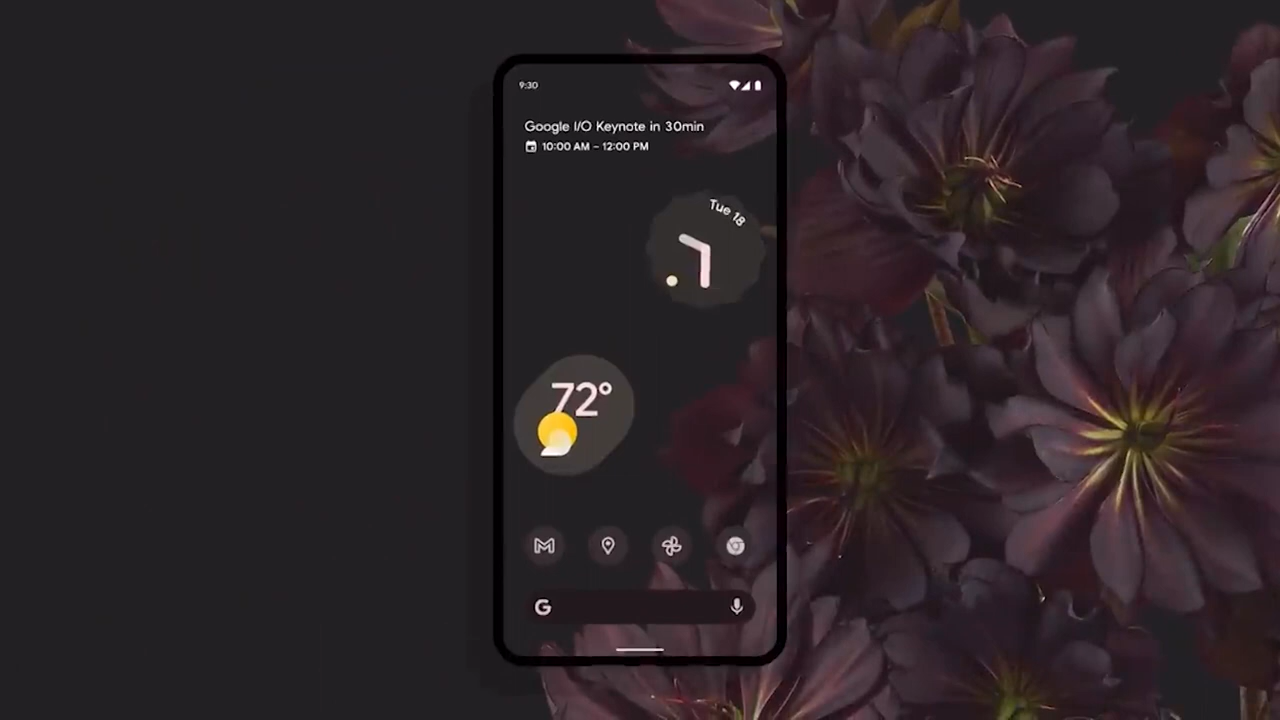 9:30
Google I/O Keynote in 30min
10:00 AM – 12:00 PM
Tue 18
72°
G